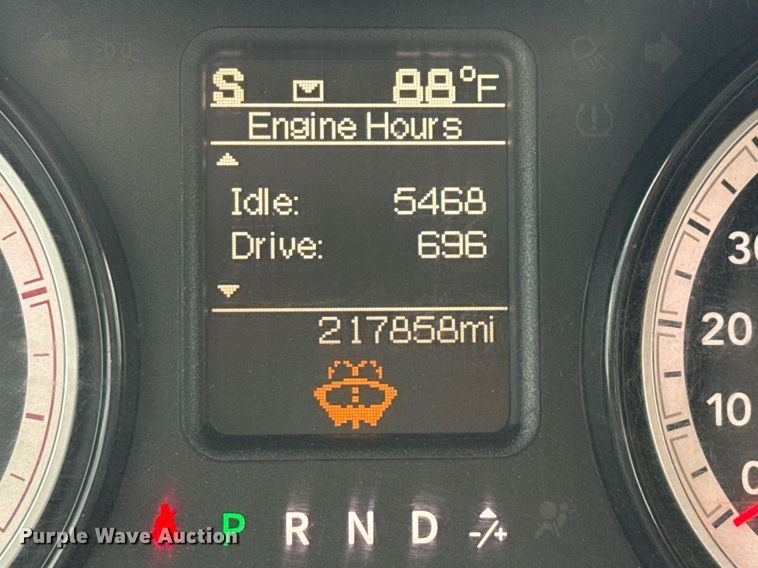 S 88°F
Engine Hours
Idle: 5468
Drive: 696
217858mi
30
20
10
0
P R N D -/+
Purple Wave Auction